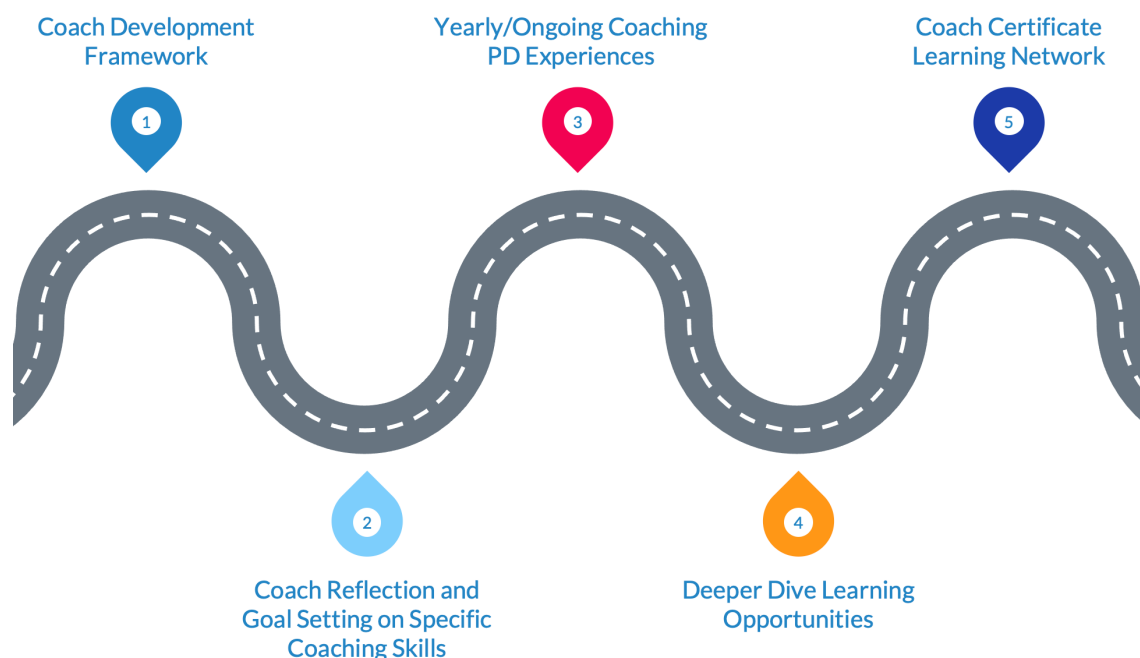 Coach Development
Framework
1
Coach Reflection and
Goal Setting on Specific
Coaching Skills
2
Yearly/Ongoing Coaching
PD Experiences
3
Deeper Dive Learning
Opportunities
4
Coach Certificate
Learning Network
5